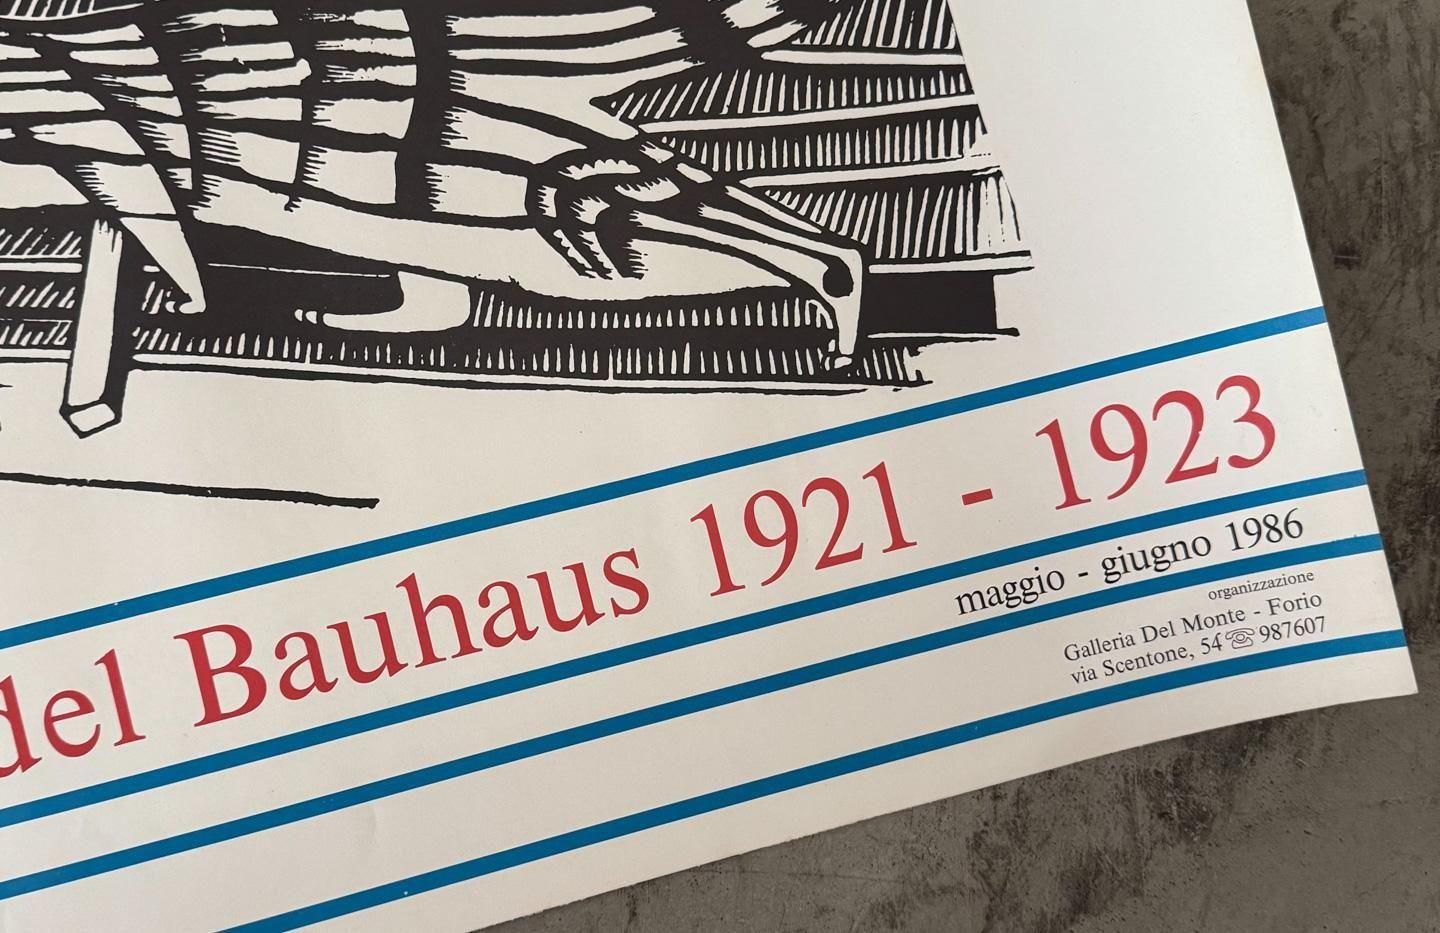 del Bauhaus 1921 - 1923
maggio - giugno 1986
organizzazione
Galleria Del Monte - Forio
via Scentone, 54 ☏ 987607